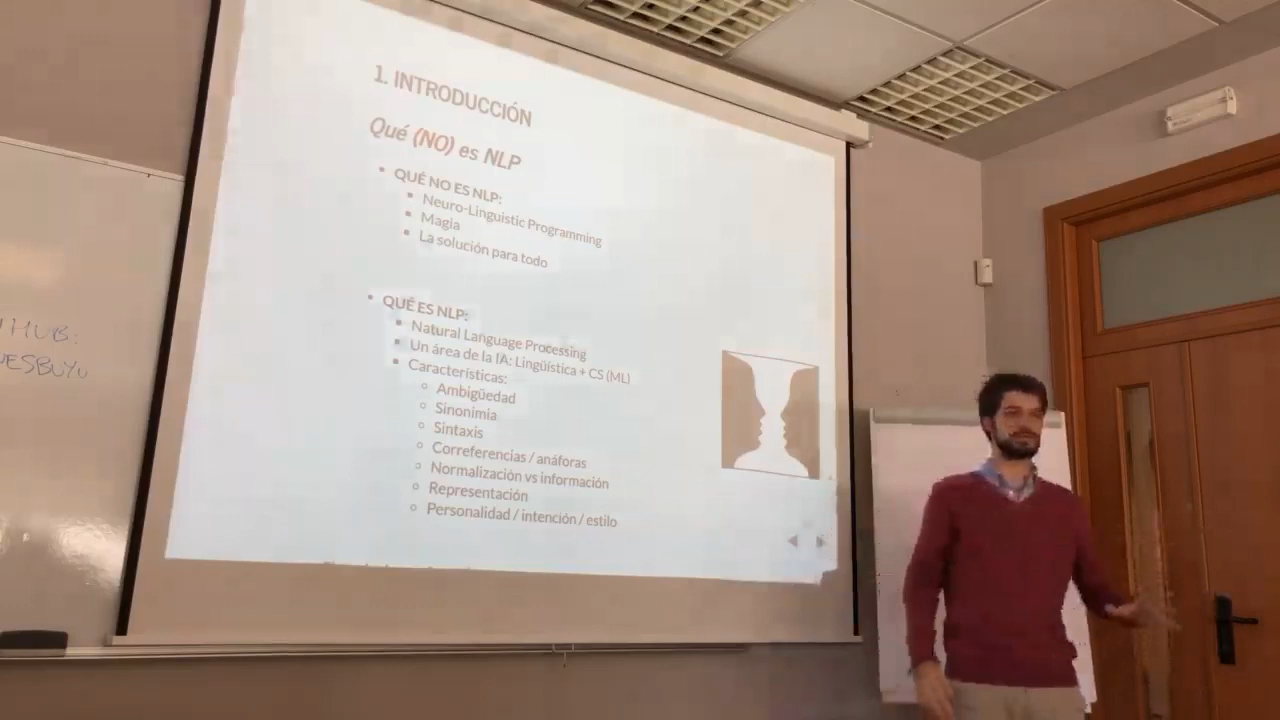 1. INTRODUCCIÓN
Qué (NO) es NLP
QUÉ NO ES NLP:
Neuro-Linguistic Programming
Magia
La solución para todo
QUÉ ES NLP:
Natural Language Processing
Un área de la IA: Lingüística + CS (ML)
Características:
Ambigüedad
Sinonimia
Sintaxis
Correferencias / anáforas
Normalización vs información
Representación
Personalidad / intención / estilo
HUB: